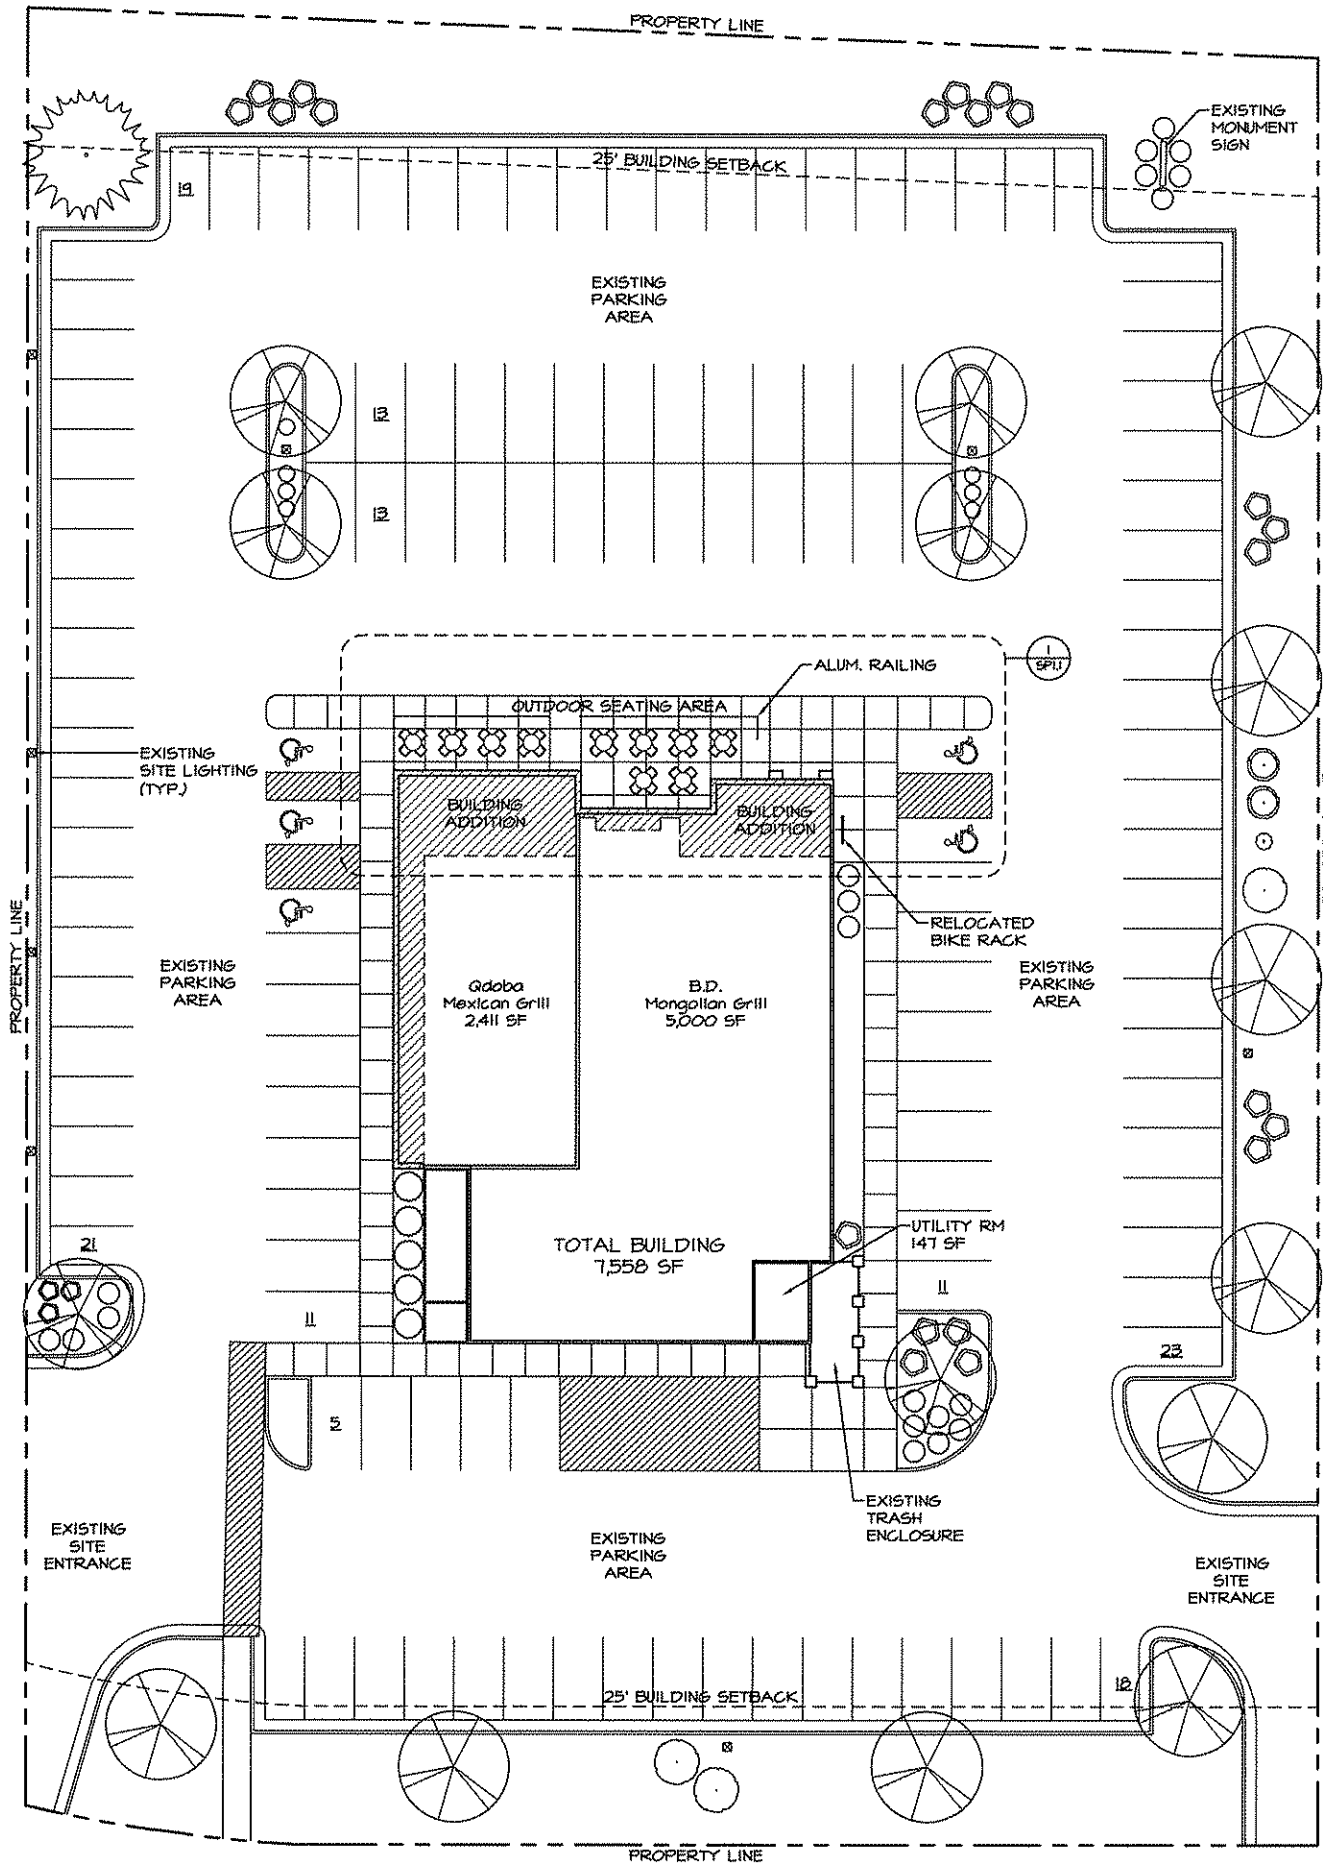 PROPERTY LINE
EXISTING
MONUMENT
SIGN
25' BUILDING SETBACK
19
EXISTING
PARKING
AREA
13
13
1
SP1.1
ALUM. RAILING
OUTDOOR SEATING AREA
EXISTING
SITE LIGHTING
(TYP.)
BUILDING
ADDITION
BUILDING
ADDITION
PROPERTY LINE
RELOCATED
BIKE RACK
EXISTING
PARKING
AREA
Qdoba
Mexican Grill
2,411 SF
B.D.
Mongolian Grill
5,000 SF
EXISTING
PARKING
AREA
UTILITY RM
147 SF
TOTAL BUILDING
7,558 SF
21
11
11
23
5
EXISTING
TRASH
ENCLOSURE
EXISTING
SITE
ENTRANCE
EXISTING
PARKING
AREA
EXISTING
SITE
ENTRANCE
18
25' BUILDING SETBACK
PROPERTY LINE